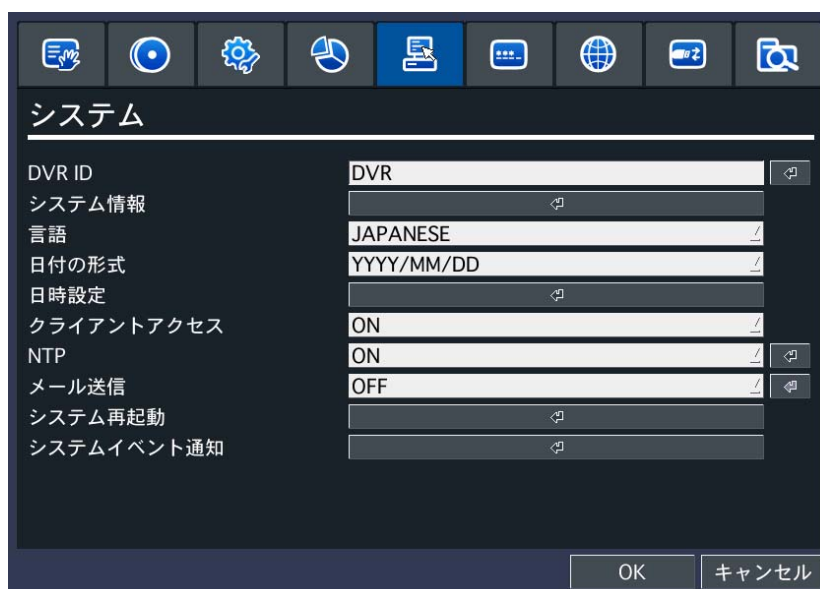 システム
DVR ID DVR
システム情報
言語 JAPANESE
日付の形式 YYYY/MM/DD
日時設定
クライアントアクセス ON
NTP ON
メール送信 OFF
システム再起動
システムイベント通知
OK キャンセル